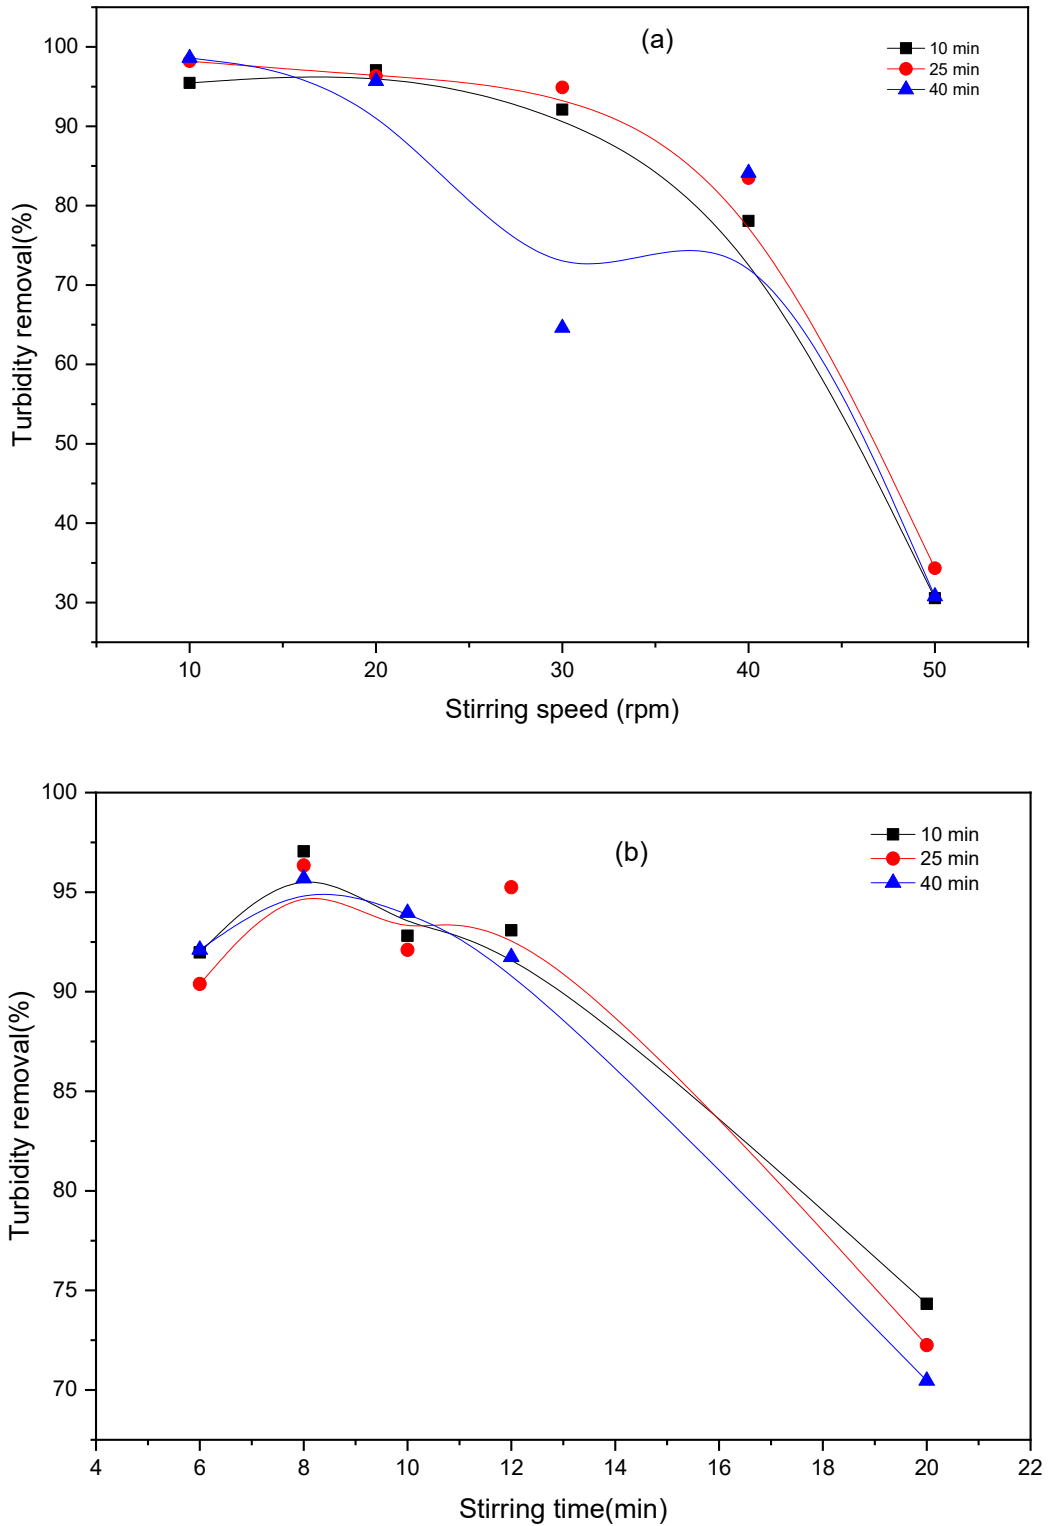 (a)
10 min
25 min
40 min
100
90
80
70
60
50
40
30
Turbidity removal(%)
10 20 30 40 50
Stirring speed (rpm)
(b)
10 min
25 min
40 min
100
95
90
85
80
75
70
Turbidity removal(%)
4 6 8 10 12 14 16 18 20 22
Stirring time(min)